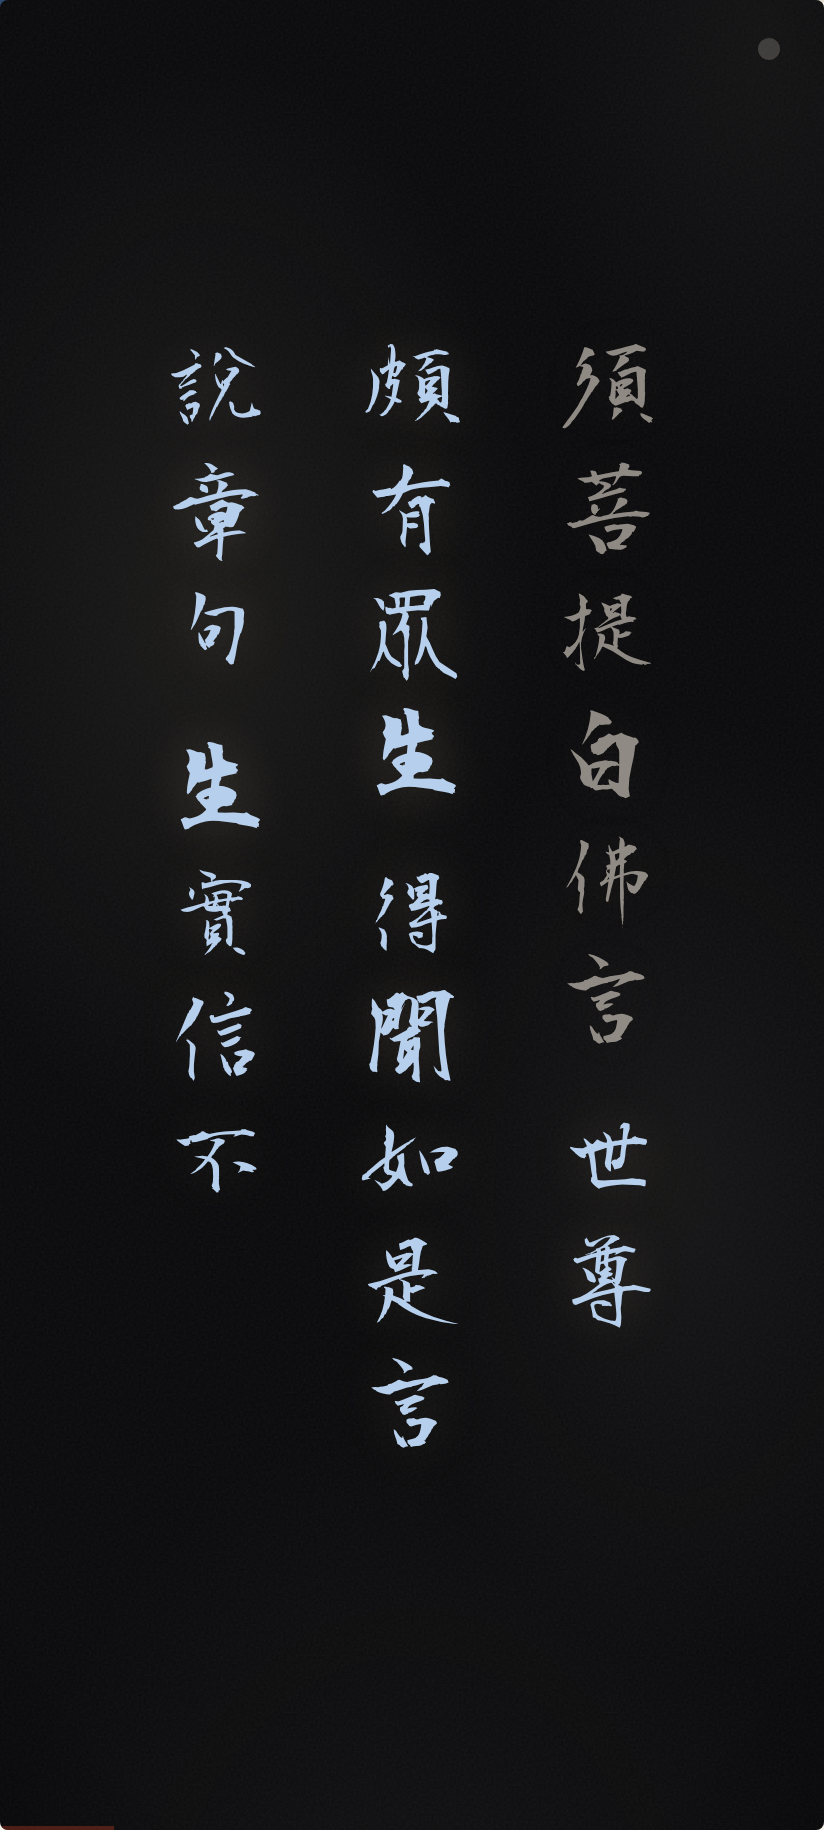 須菩提白佛言世尊
頗有眾生得聞如是言
說章句生實信不